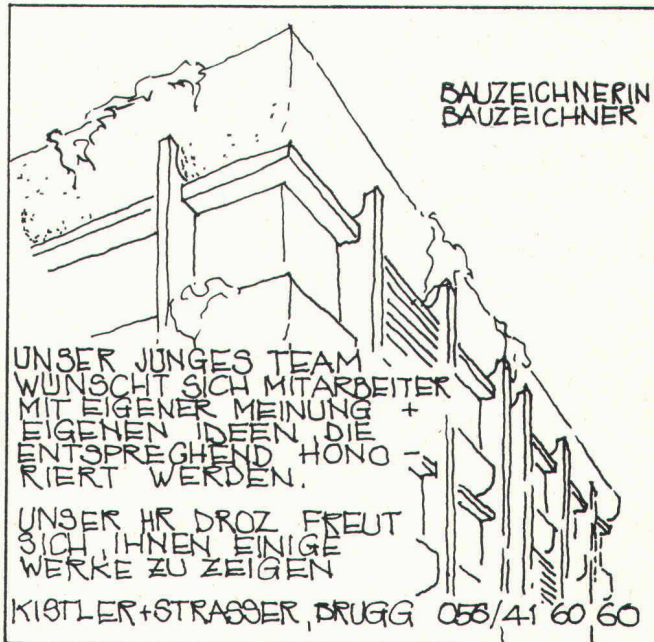 BAUZEICHNERIN
BAUZEICHNER
UNSER JUNGES TEAM
WÜNSCHT SICH MITARBEITER
MIT EIGENER MEINUNG +
EIGENEN IDEEN, DIE
ENTSPRECHEND HONO-
RIERT WERDEN.
UNSER HR DROZ FREUT
SICH, IHNEN EINIGE
WERKE ZU ZEIGEN
KISTLER+STRASSER, BRUGG 056/41 60 60